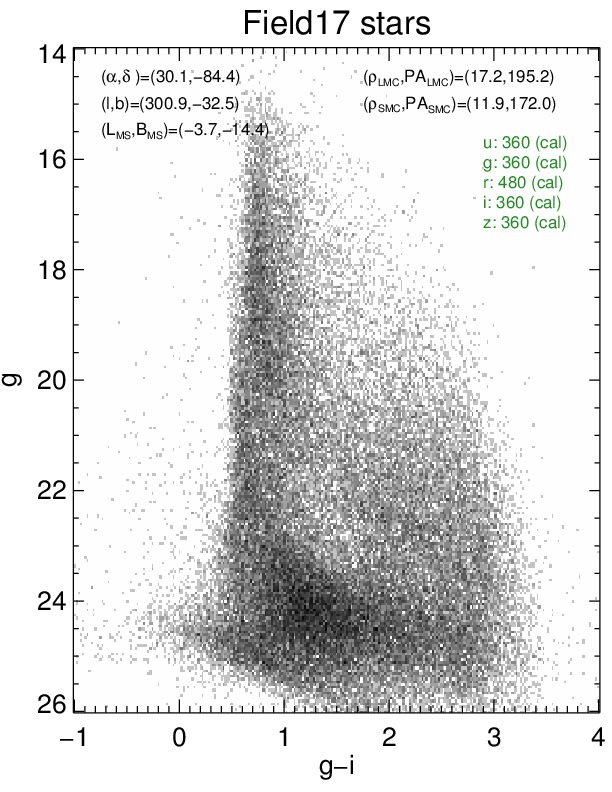 Field17 stars
(α,δ )=(30.1,−84.4)
(ρLMC,PALMC)=(17.2,195.2)
(l,b)=(300.9,−32.5)
(ρSMC,PASMC)=(11.9,172.0)
(LMS,BMS)=(−3.7,−14.4)
u: 360 (cal)
g: 360 (cal)
r: 480 (cal)
i: 360 (cal)
z: 360 (cal)
14
16
18
20
22
24
26
g
−1 0 1 2 3 4
g−i